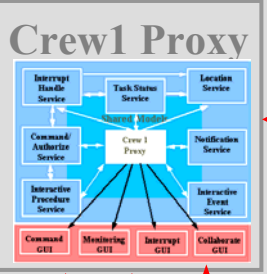 Crew1 Proxy
Interrupt
Handle
Service
Task Status
Service
Location
Service
Shared Models
Command/
Authorize
Service
Crew 1
Proxy
Notification
Service
Interactive
Procedure
Service
Interactive
Event
Service
Command
GUI
Monitoring
GUI
Interrupt
GUI
Collaborate
GUI